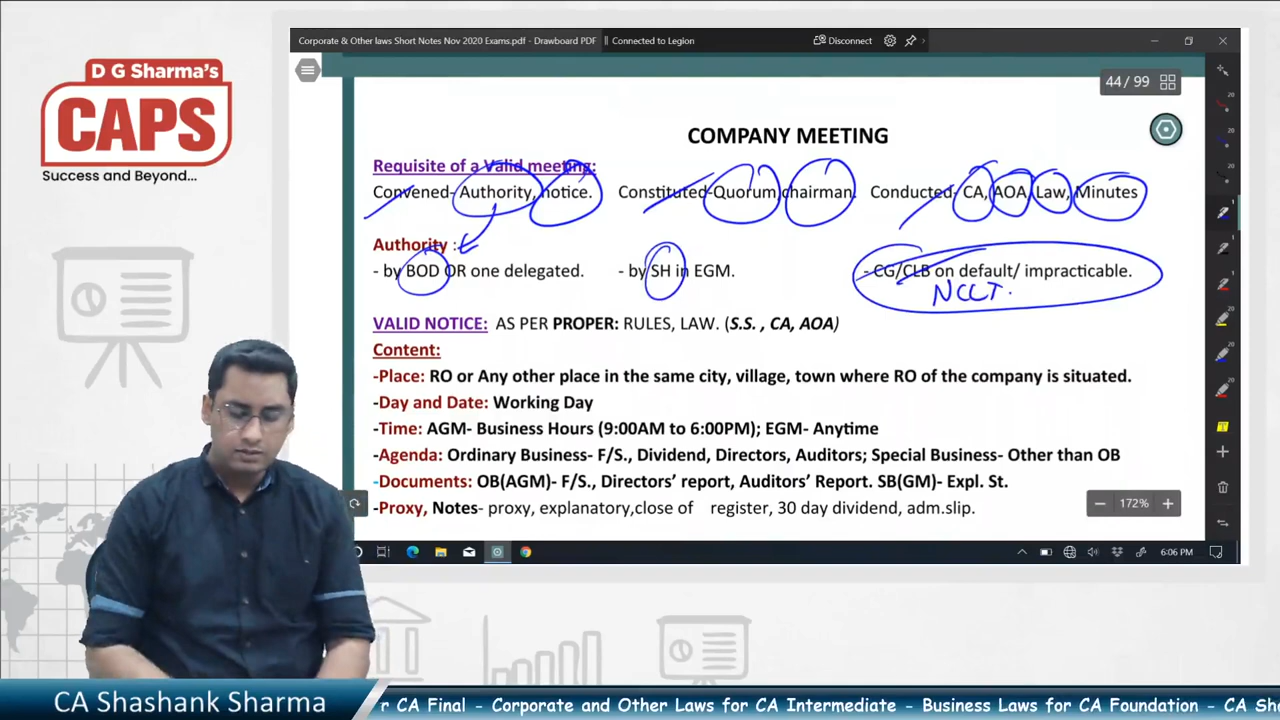 D G Sharma's
CAPS
Success and Beyond...
Corporate & Other laws Short Notes Nov 2020 Exams.pdf - Drawboard PDF
Connected to Legion
Disconnect
44 / 99
COMPANY MEETING
Requisite of a Valid meeting:
Convened- Authority, notice. Constituted-Quorum, chairman. Conducted- CA, AOA, Law, Minutes
Authority :-
- by BOD OR one delegated. - by SH in EGM. - CG/CLB on default/ impracticable.
NCLT.
VALID NOTICE: AS PER PROPER: RULES, LAW. (S.S. , CA, AOA)
Content:
-Place: RO or Any other place in the same city, village, town where RO of the company is situated.
-Day and Date: Working Day
-Time: AGM- Business Hours (9:00AM to 6:00PM); EGM- Anytime
-Agenda: Ordinary Business- F/S., Dividend, Directors, Auditors; Special Business- Other than OB
-Documents: OB(AGM)- F/S., Directors' report, Auditors' Report. SB(GM)- Expl. St.
-Proxy, Notes- proxy, explanatory,close of register, 30 day dividend, adm.slip.
172%
6:06 PM
CA Shashank Sharma
r CA Final - Corporate and Other Laws for CA Intermediate - Business Laws for CA Foundation - CA Sha